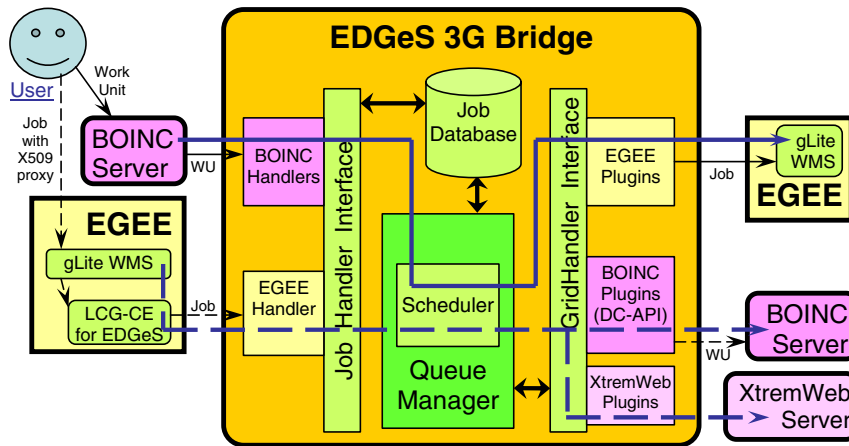 EDGeS 3G Bridge
User
Work
Unit
Job
with
X509
proxy
BOINC
Server
WU
BOINC
Handlers
Job Handler Interface
Job
Database
GridHandler Interface
EGEE
Plugins
Job
gLite
WMS
EGEE
EGEE
gLite WMS
LCG-CE
for EDGeS
Job
EGEE
Handler
Scheduler
Queue
Manager
BOINC
Plugins
(DC-API)
WU
BOINC
Server
XtremWeb
Plugins
XtremWeb
Server